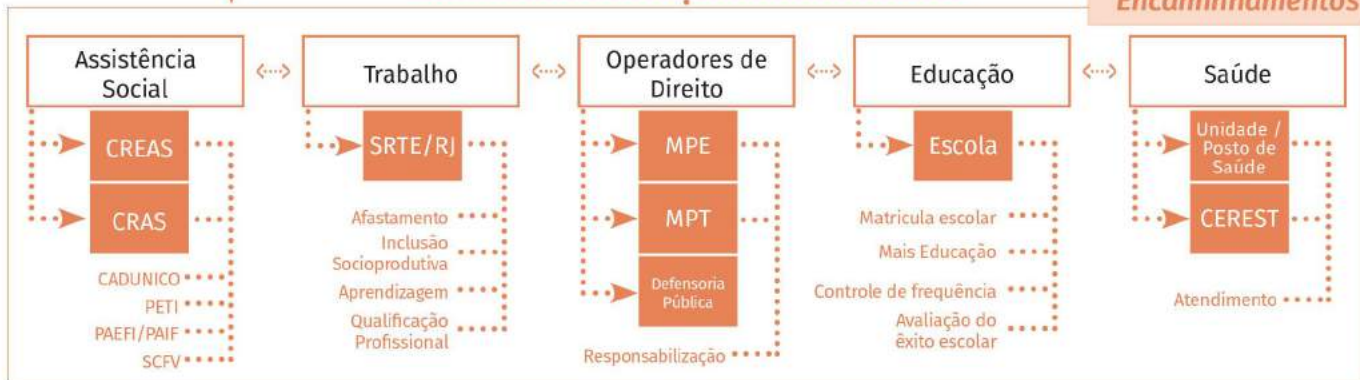 Encaminhamentos
Assistência
Social
Trabalho
Operadores de
Direito
Educação
Saúde
CREAS
CRAS
CADUNICO
PETI
PAEFI/PAIF
SCFV
SRTE/RJ
Afastamento
Inclusão
Socioprodutiva
Aprendizagem
Qualificação
Profissional
MPE
MPT
Defensoria
Pública
Responsabilização
Escola
Matricula escolar
Mais Educação
Controle de frequência
Avaliação do
êxito escolar
Unidade /
Posto de
Saúde
CEREST
Atendimento